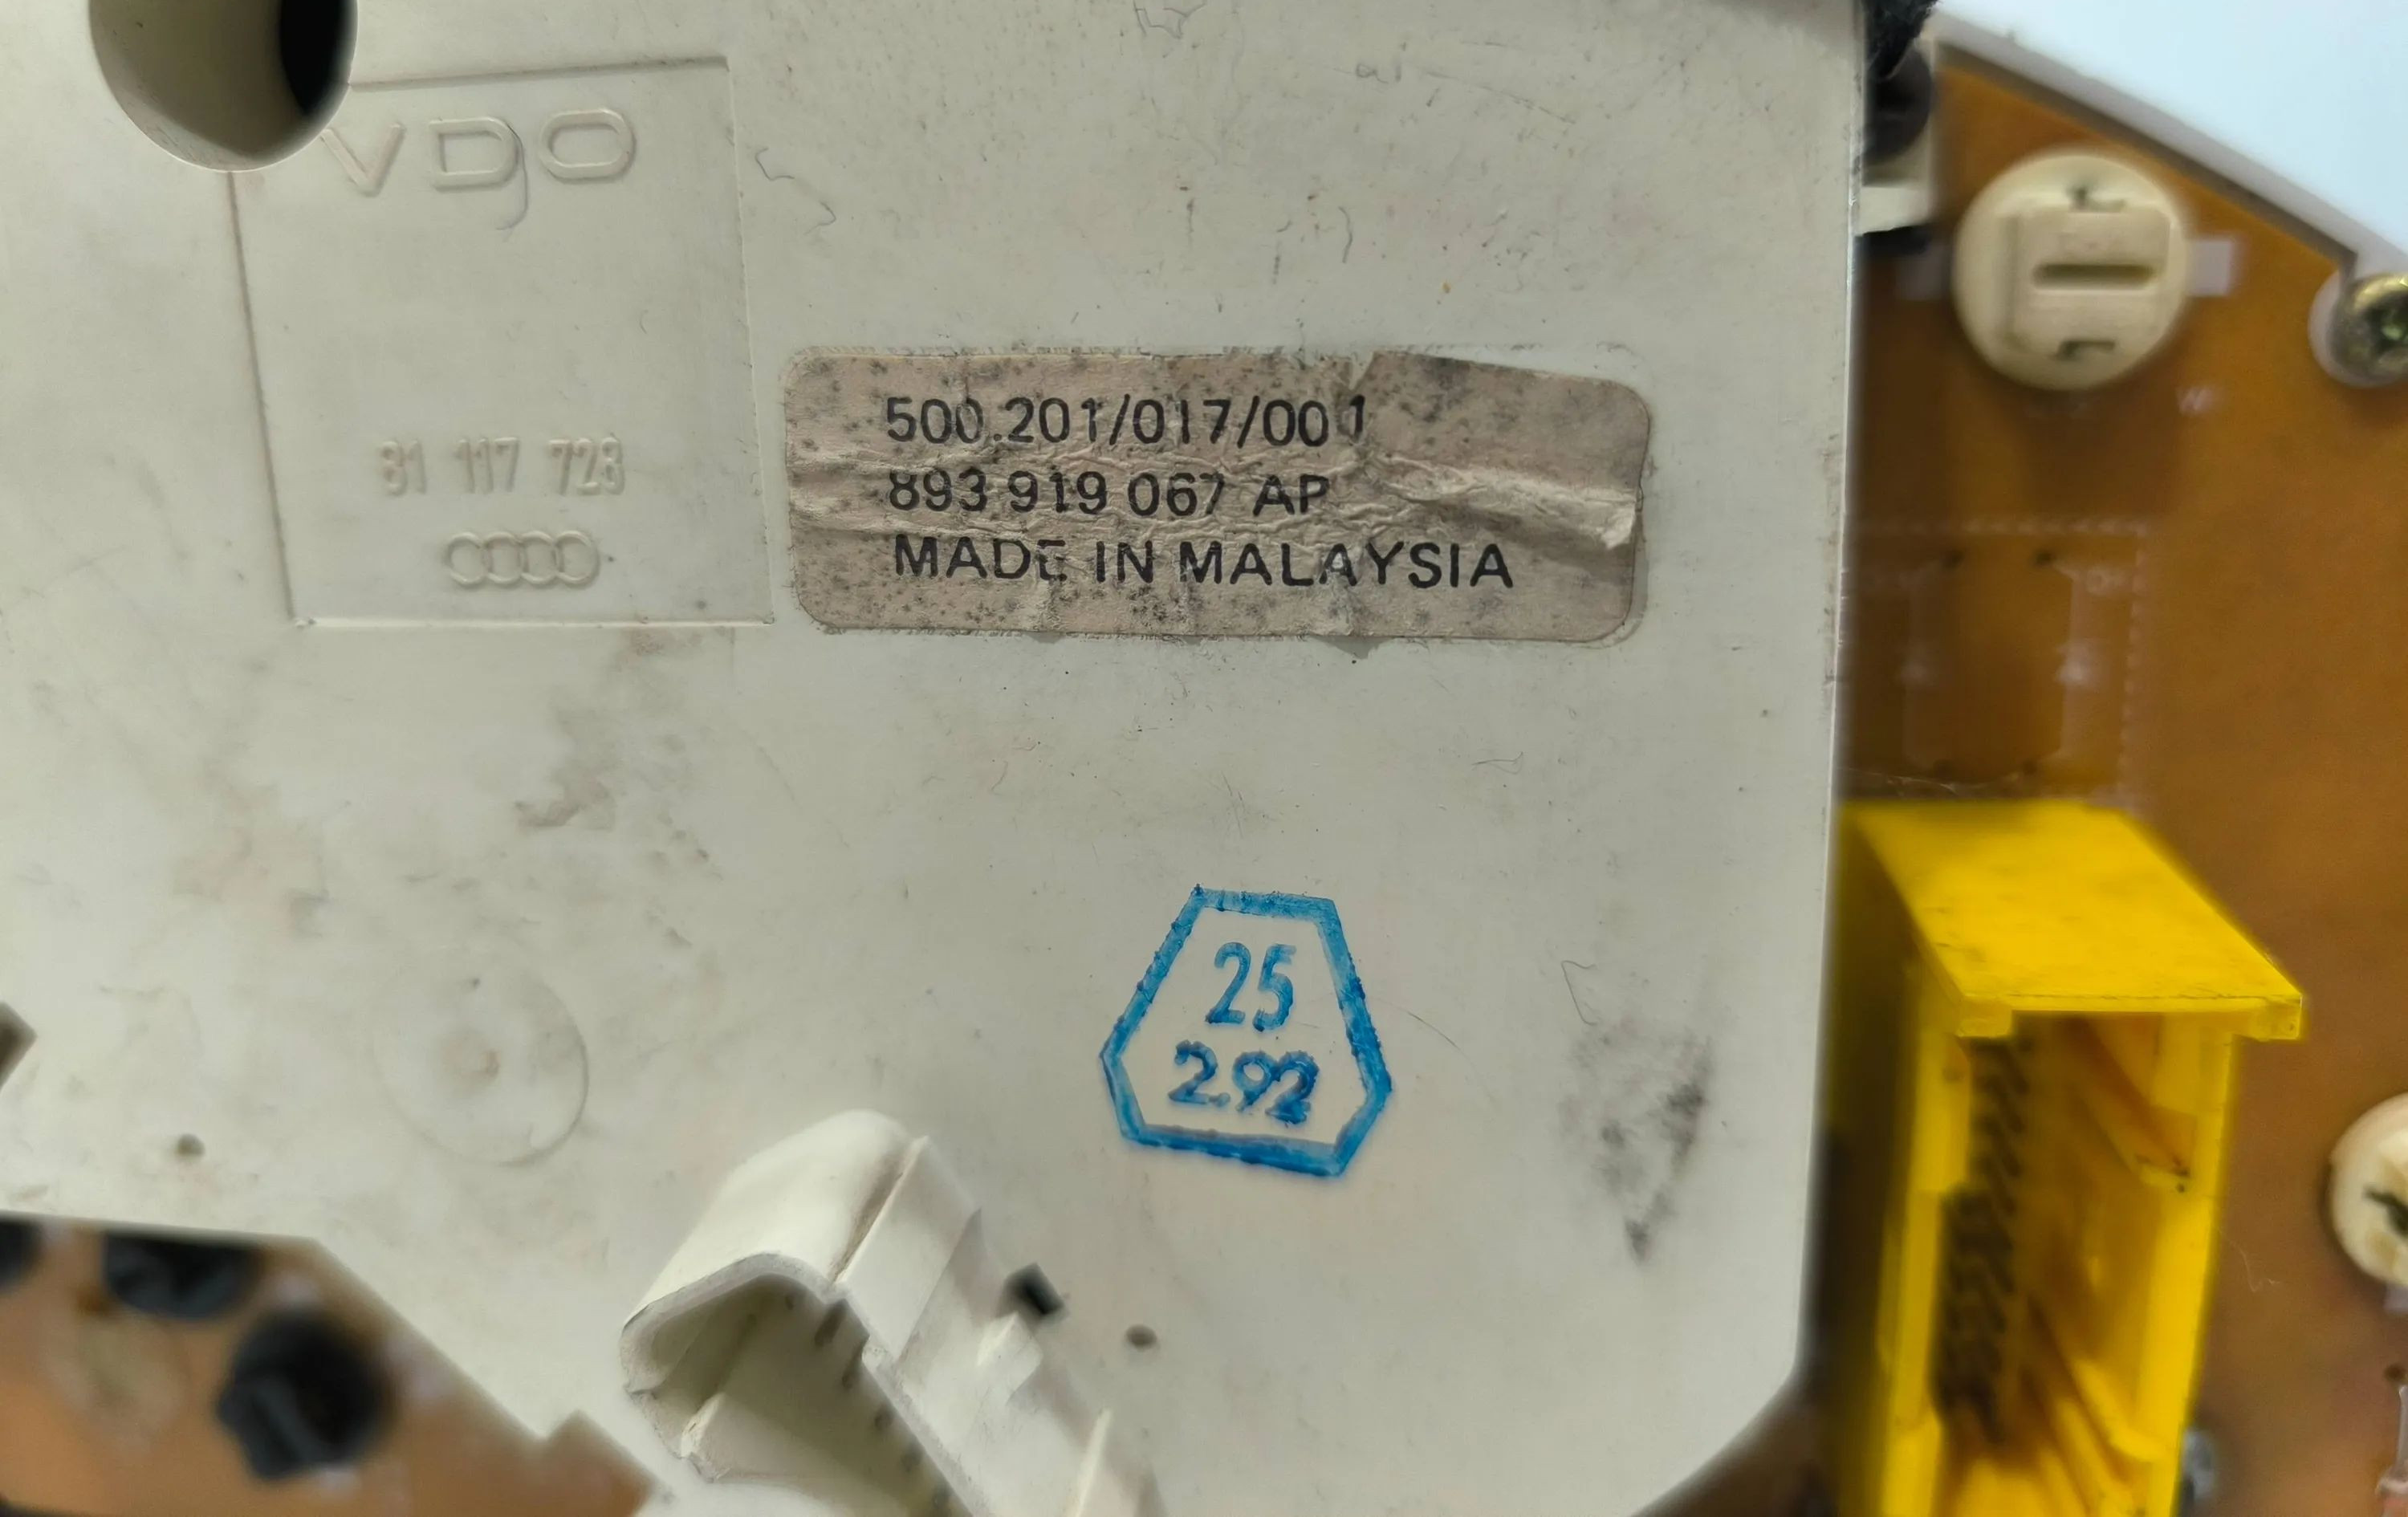 VDO
81 117 728
500.201/017/001
893 919 067 AP
MADE IN MALAYSIA
25
2.92